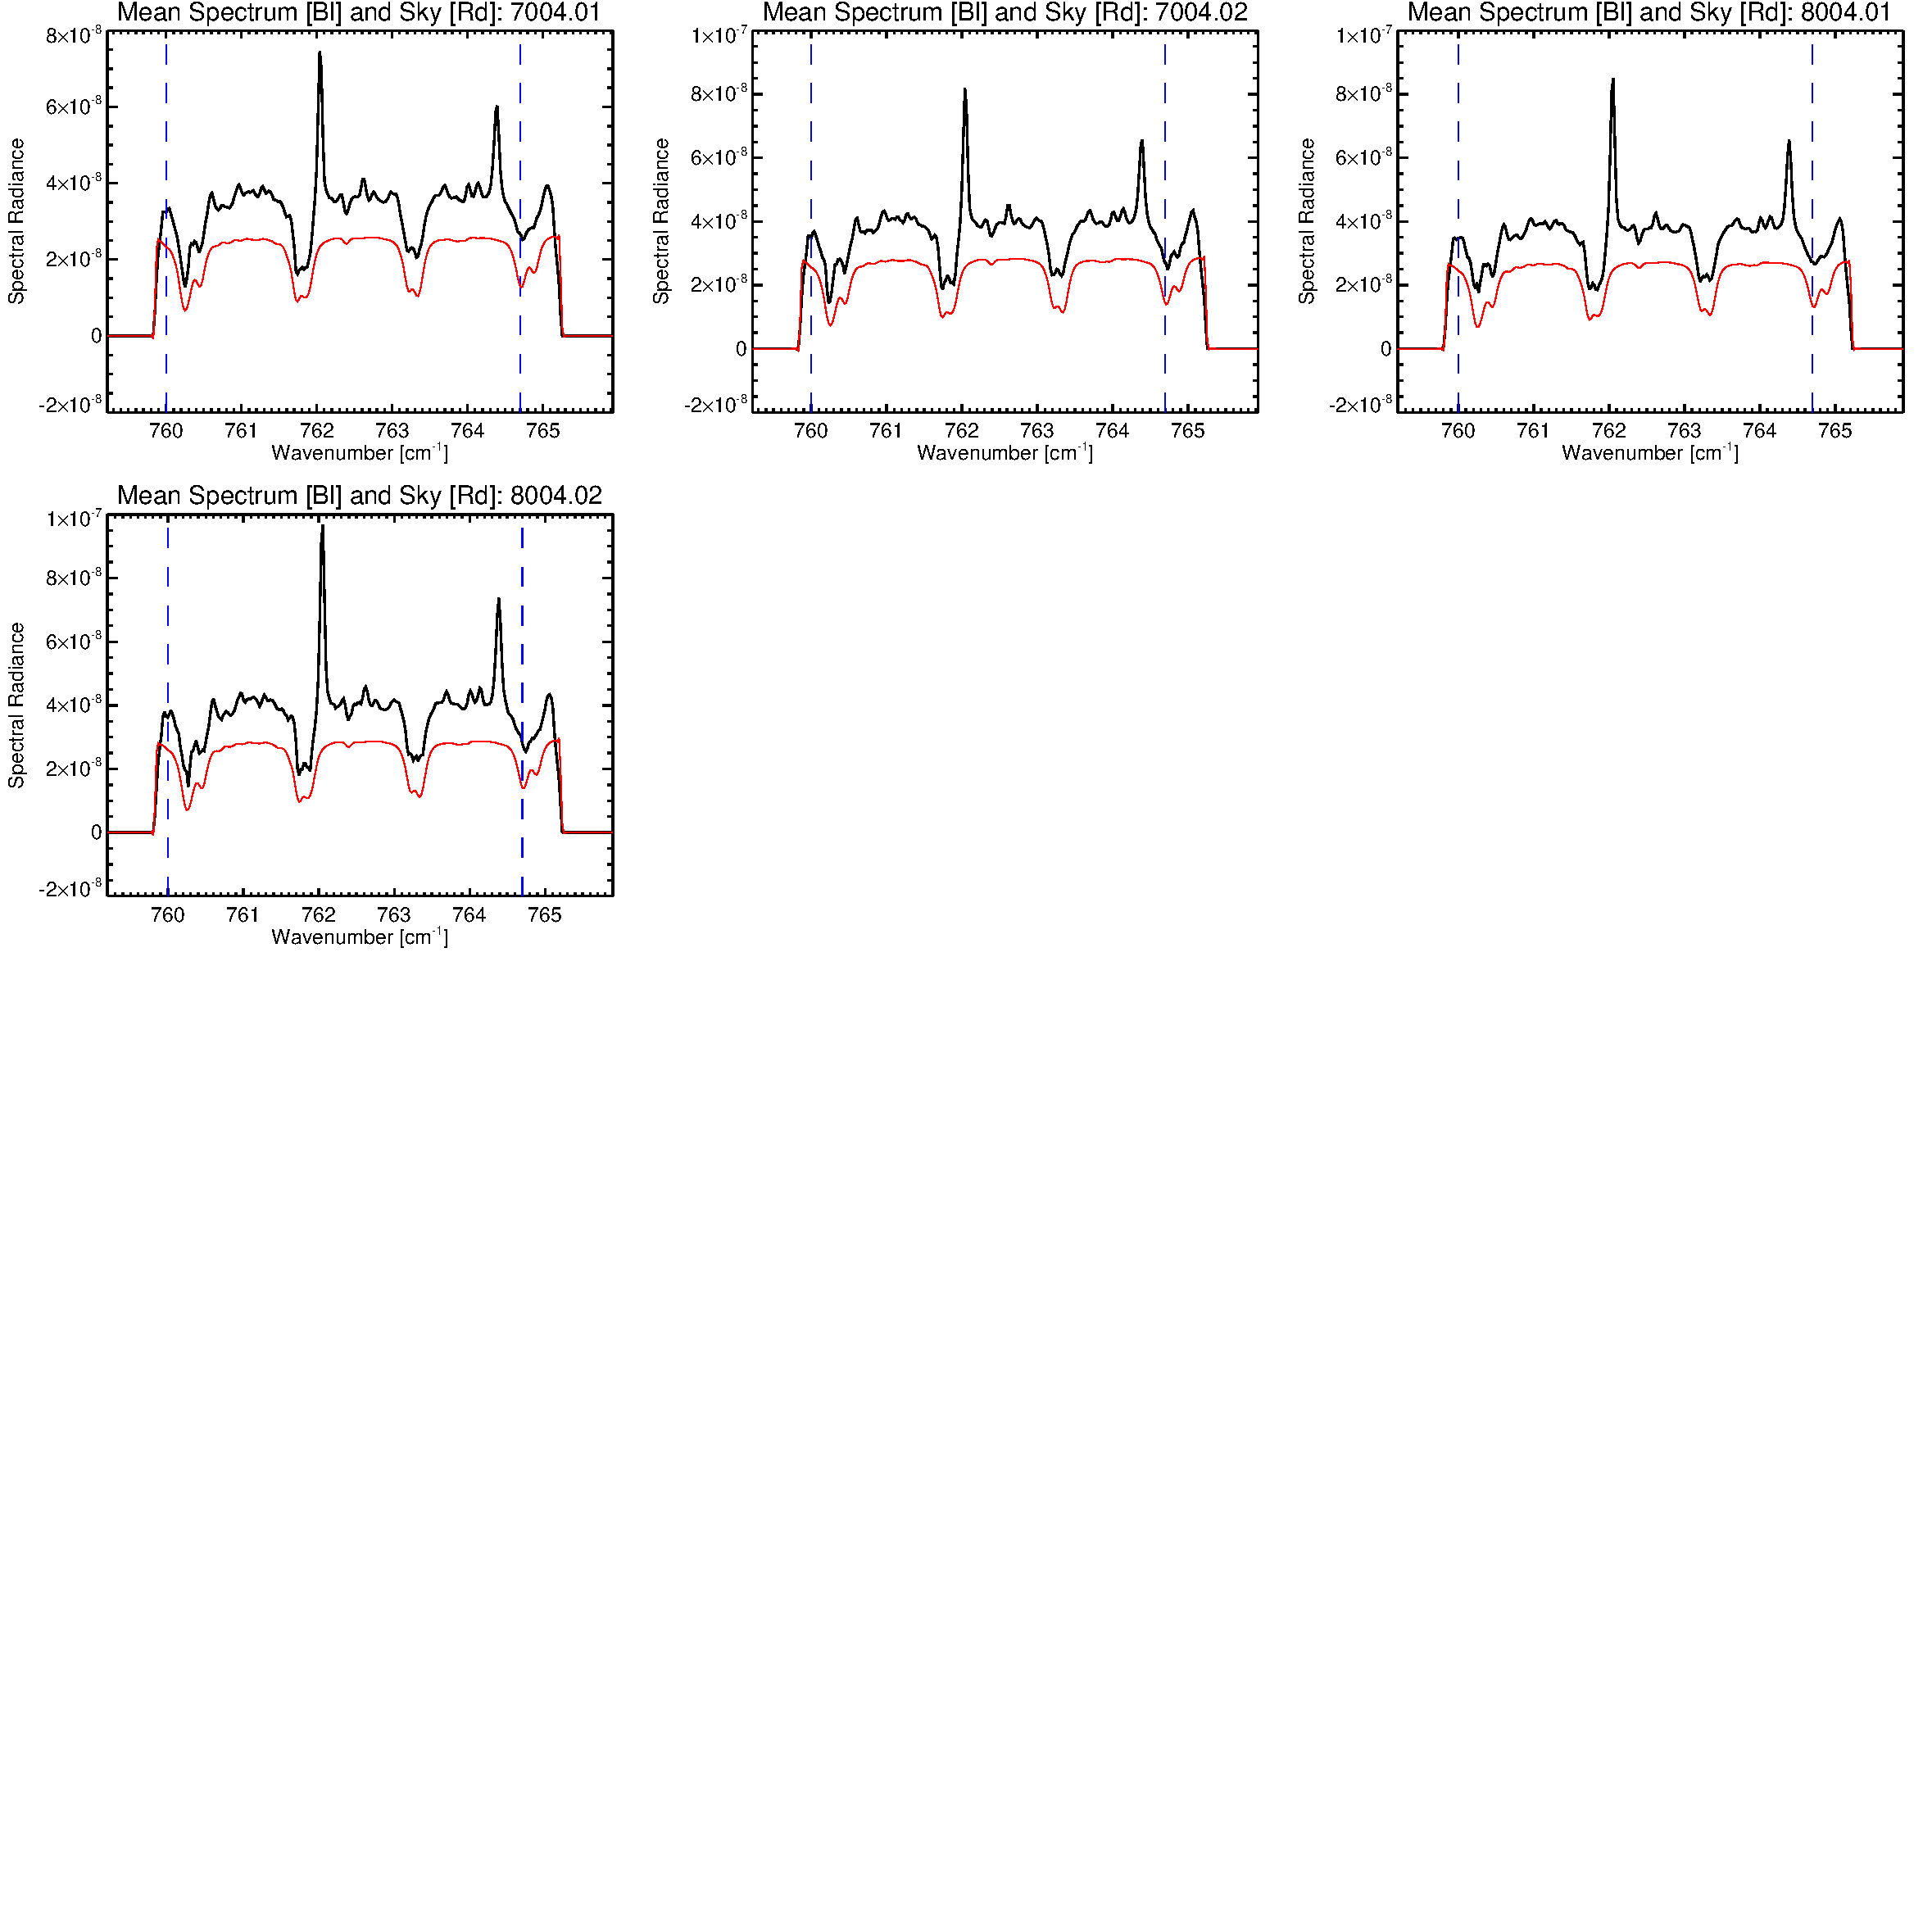 Mean Spectrum [Bl] and Sky [Rd]: 7004.01
8×10⁻⁸
6×10⁻⁸
4×10⁻⁸
2×10⁻⁸
0
-2×10⁻⁸
Spectral Radiance
760 761 762 763 764 765
Wavenumber [cm⁻¹]
Mean Spectrum [Bl] and Sky [Rd]: 7004.02
1×10⁻⁷
8×10⁻⁸
6×10⁻⁸
4×10⁻⁸
2×10⁻⁸
0
-2×10⁻⁸
Spectral Radiance
760 761 762 763 764 765
Wavenumber [cm⁻¹]
Mean Spectrum [Bl] and Sky [Rd]: 8004.01
1×10⁻⁷
8×10⁻⁸
6×10⁻⁸
4×10⁻⁸
2×10⁻⁸
0
-2×10⁻⁸
Spectral Radiance
760 761 762 763 764 765
Wavenumber [cm⁻¹]
Mean Spectrum [Bl] and Sky [Rd]: 8004.02
1×10⁻⁷
8×10⁻⁸
6×10⁻⁸
4×10⁻⁸
2×10⁻⁸
0
-2×10⁻⁸
Spectral Radiance
760 761 762 763 764 765
Wavenumber [cm⁻¹]